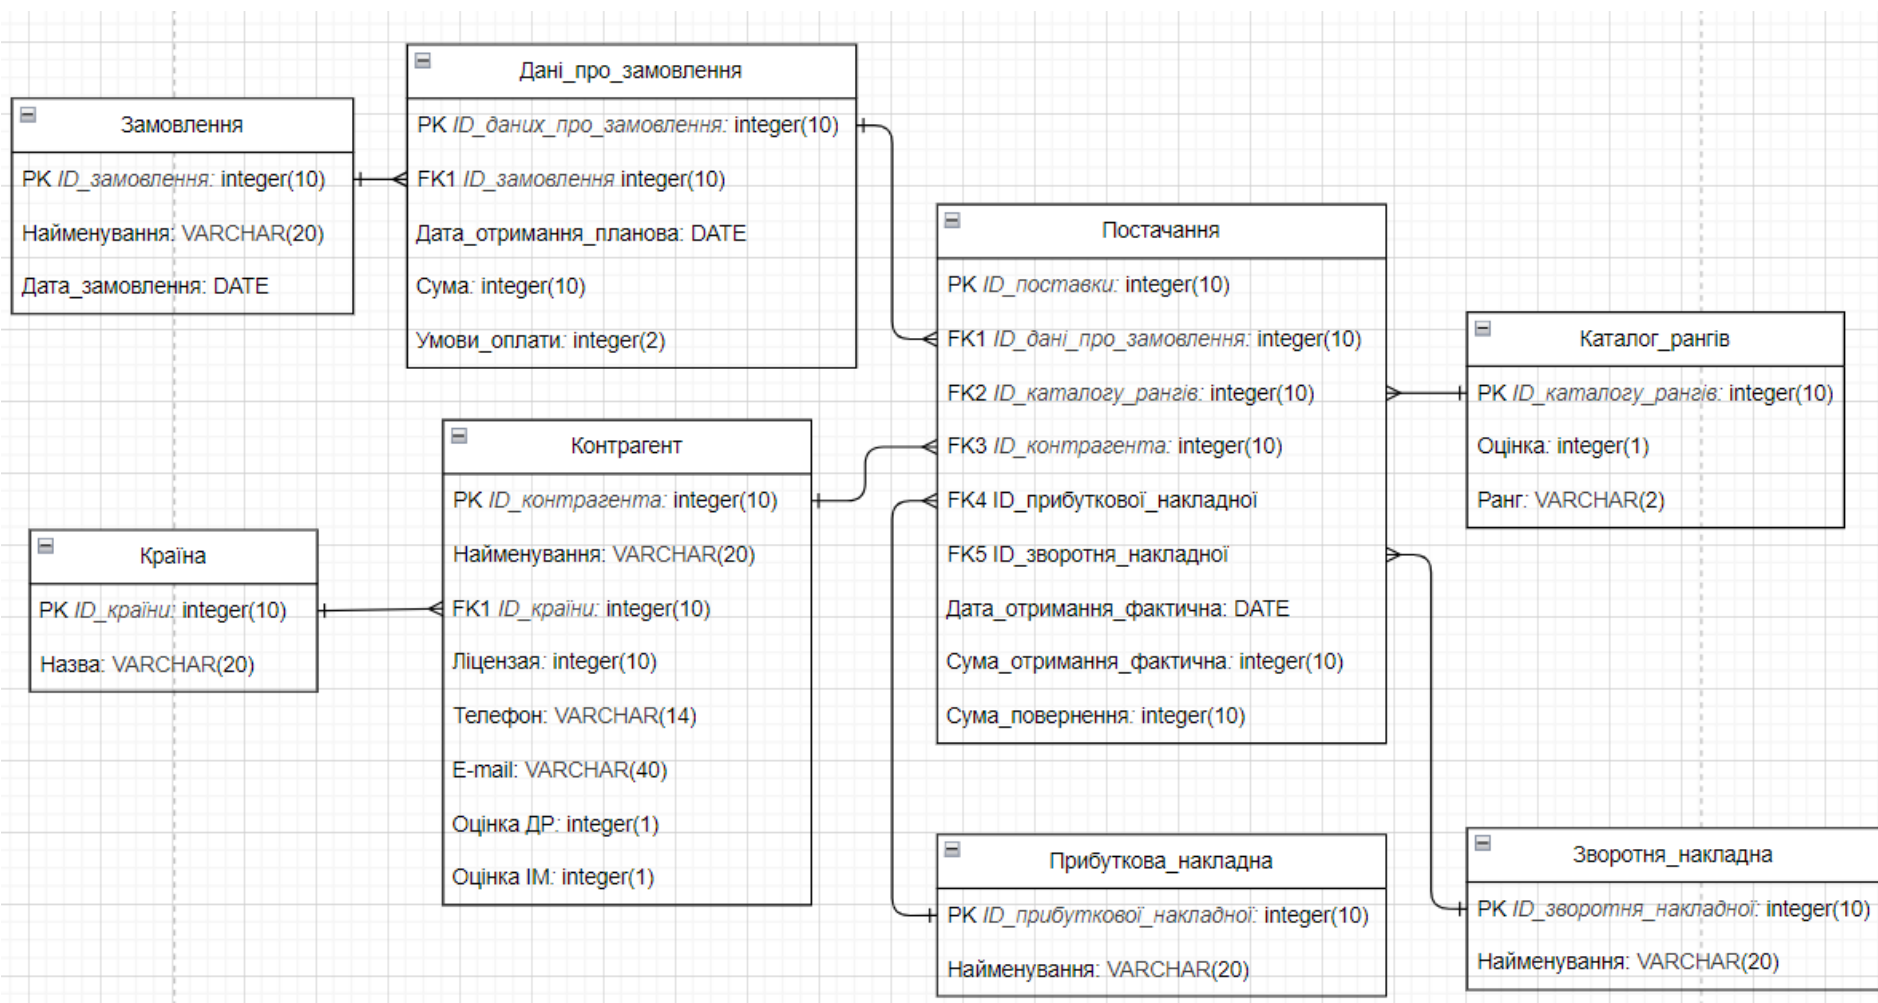 Замовлення
PK ID_замовлення: integer(10)
Найменування: VARCHAR(20)
Дата_замовлення: DATE
Дані_про_замовлення
PK ID_даних_про_замовлення: integer(10)
FK1 ID_замовлення integer(10)
Дата_отримання_планова: DATE
Сума: integer(10)
Умови_оплати: integer(2)
Постачання
PK ID_поставки: integer(10)
FK1 ID_дані_про_замовлення: integer(10)
FK2 ID_каталогу_рангів: integer(10)
FK3 ID_контрагента: integer(10)
FK4 ID_прибуткової_накладної
FK5 ID_зворотня_накладної
Дата_отримання_фактична: DATE
Сума_отримання_фактична: integer(10)
Сума_повернення: integer(10)
Каталог_рангів
PK ID_каталогу_рангів: integer(10)
Оцінка: integer(1)
Ранг: VARCHAR(2)
Контрагент
PK ID_контрагента: integer(10)
Найменування: VARCHAR(20)
FK1 ID_країни: integer(10)
Ліцензая: integer(10)
Телефон: VARCHAR(14)
E-mail: VARCHAR(40)
Оцінка ДР: integer(1)
Оцінка ІМ: integer(1)
Країна
PK ID_країни: integer(10)
Назва: VARCHAR(20)
Прибуткова_накладна
PK ID_прибуткової_накладної: integer(10)
Найменування: VARCHAR(20)
Зворотня_накладна
PK ID_зворотня_накладної: integer(10)
Найменування: VARCHAR(20)